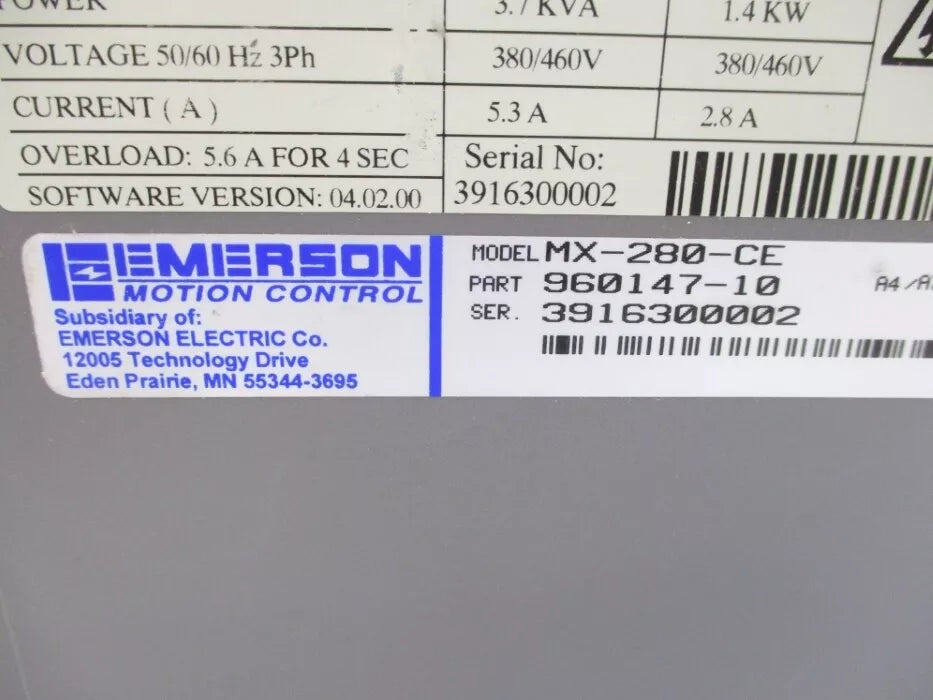 POWER 3.7 KVA 1.4 KW
VOLTAGE 50/60 Hz 3Ph 380/460V 380/460V
CURRENT ( A ) 5.3 A 2.8 A
OVERLOAD: 5.6 A FOR 4 SEC
SOFTWARE VERSION: 04.02.00
Serial No:
3916300002
EMERSON
MOTION CONTROL
Subsidiary of:
EMERSON ELECTRIC Co.
12005 Technology Drive
Eden Prairie, MN 55344-3695
MODEL MX-280-CE
PART 960147-10
SER. 3916300002